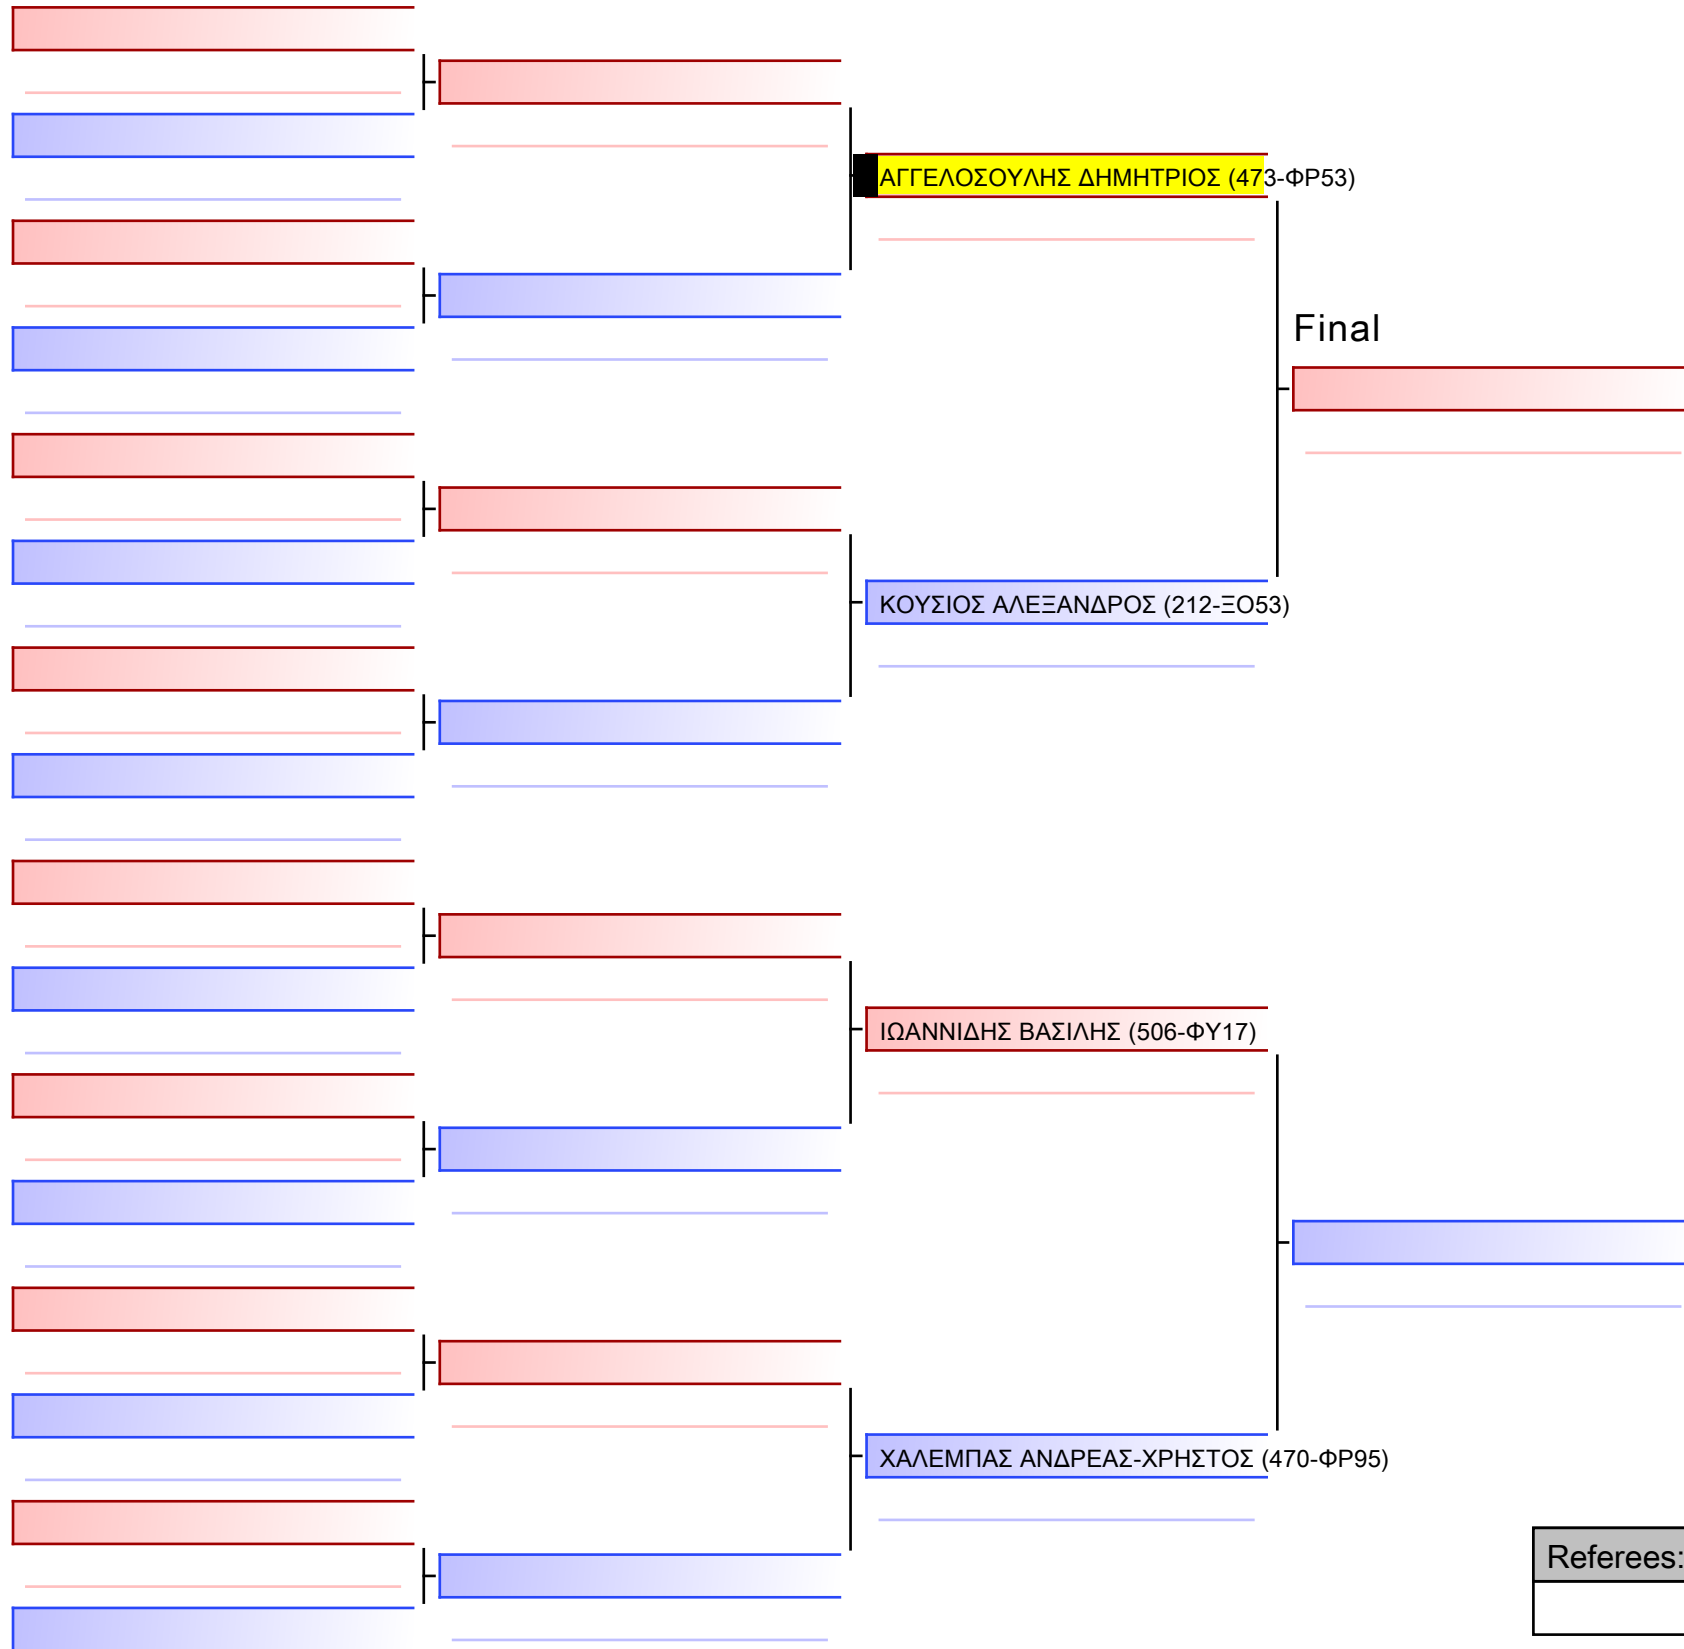 ΑΓΓΕΛΟΣΟΥΛΗΣ ΔΗΜΗΤΡΙΟΣ (473-ΦΡ53)
Final
ΚΟΥΣΙΟΣ ΑΛΕΞΑΝΔΡΟΣ (212-ΞΟ53)
ΙΩΑΝΝΙΔΗΣ ΒΑΣΙΛΗΣ (506-ΦΥ17)
ΧΑΛΕΜΠΑΣ ΑΝΔΡΕΑΣ-ΧΡΗΣΤΟΣ (470-ΦΡ95)
Referees: